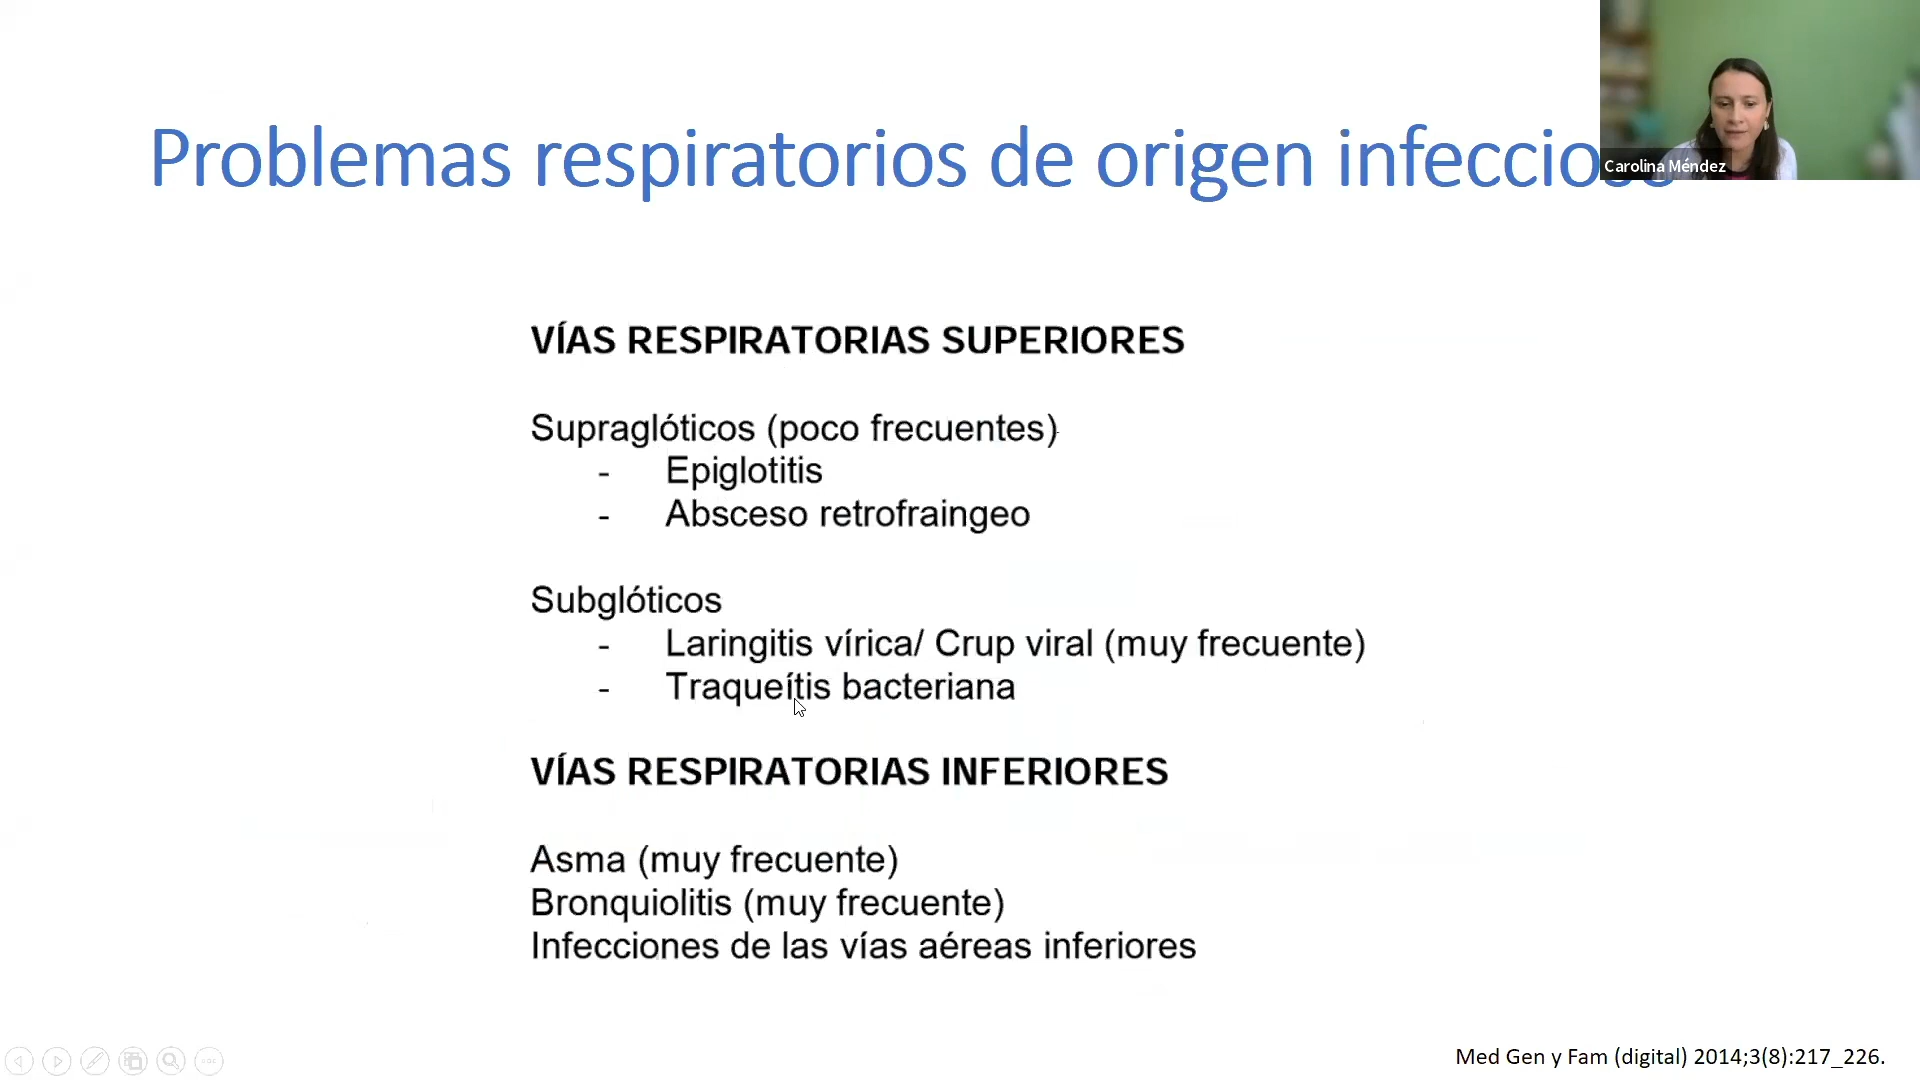 Problemas respiratorios de origen infeccioso
Carolina Méndez
VÍAS RESPIRATORIAS SUPERIORES
Supraglóticos (poco frecuentes)
- Epiglotitis
- Absceso retrofraingeo
Subglóticos
- Laringitis vírica/ Crup viral (muy frecuente)
- Traqueítis bacteriana
VÍAS RESPIRATORIAS INFERIORES
Asma (muy frecuente)
Bronquiolitis (muy frecuente)
Infecciones de las vías aéreas inferiores
Med Gen y Fam (digital) 2014;3(8):217_226.